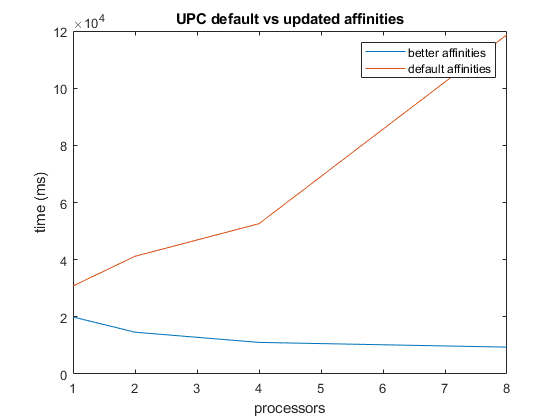 UPC default vs updated affinities
×10^4
12
10
8
6
4
2
0
time (ms)
better affinities
default affinities
1 2 3 4 5 6 7 8
processors